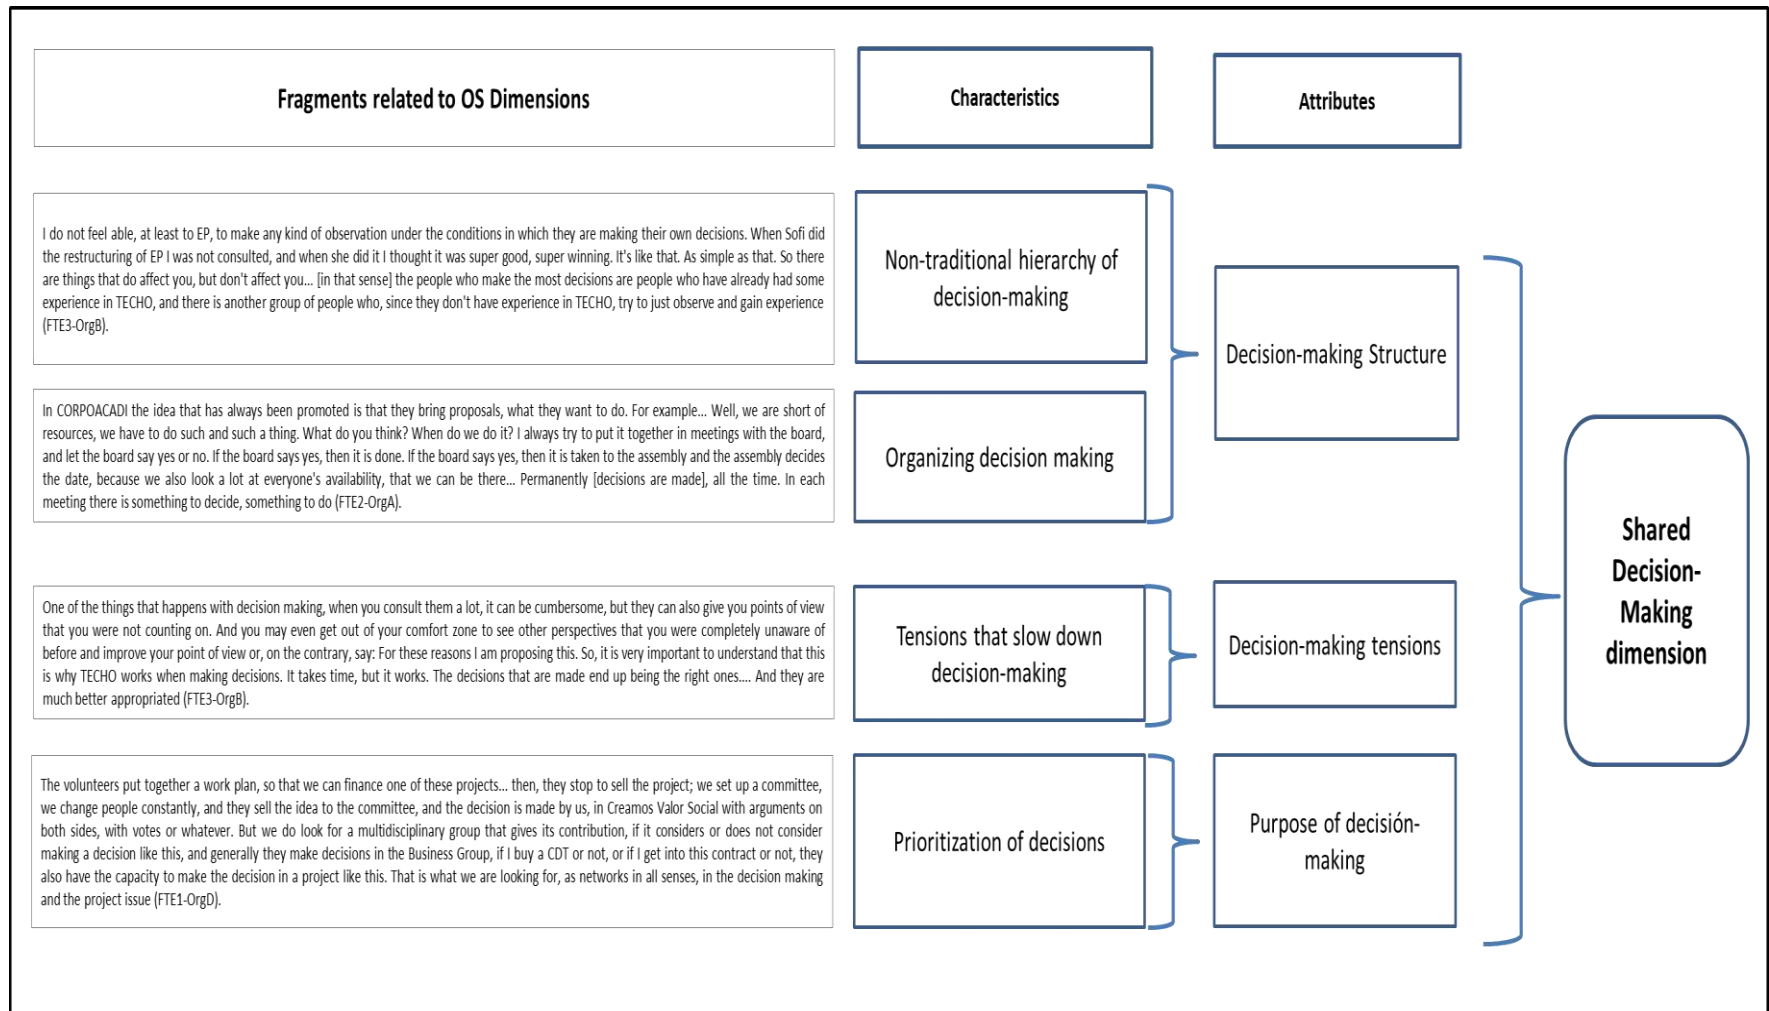 Fragments related to OS Dimensions
Characteristics
Attributes
I do not feel able, at least to EP, to make any kind of observation under the conditions in which they are making their own decisions. When Sofi did
the restructuring of EP I was not consulted, and when she did it I thought it was super good, super winning. It's like that. As simple as that. So there
are things that do affect you, but don't affect you... [in that sense] the people who make the most decisions are people who have already had some
experience in TECHO, and there is another group of people who, since they don't have experience in TECHO, try to just observe and gain experience
(FTE3-OrgB).
Non-traditional hierarchy of
decision-making
In CORPOACADI the idea that has always been promoted is that they bring proposals, what they want to do. For example... Well, we are short of
resources, we have to do such and such a thing. What do you think? When do we do it? I always try to put it together in meetings with the board,
and let the board say yes or no. If the board says yes, then it is done. If the board says yes, then it is taken to the assembly and the assembly decides
the date, because we also look a lot at everyone's availability, that we can be there... Permanently [decisions are made], all the time. In each
meeting there is something to decide, something to do (FTE2-OrgA).
Organizing decision making
Decision-making Structure
One of the things that happens with decision making, when you consult them a lot, it can be cumbersome, but they can also give you points of view
that you were not counting on. And you may even get out of your comfort zone to see other perspectives that you were completely unaware of
before and improve your point of view or, on the contrary, say: For these reasons I am proposing this. So, it is very important to understand that this
is why TECHO works when making decisions. It takes time, but it works. The decisions that are made end up being the right ones.... And they are
much better appropriated (FTE3-OrgB).
Tensions that slow down
decision-making
Decision-making tensions
The volunteers put together a work plan, so that we can finance one of these projects... then, they stop to sell the project; we set up a committee,
we change people constantly, and they sell the idea to the committee, and the decision is made by us, in Creamos Valor Social with arguments on
both sides, with votes or whatever. But we do look for a multidisciplinary group that gives its contribution, if it considers or does not consider
making a decision like this, and generally they make decisions in the Business Group, if I buy a CDT or not, or if I get into this contract or not, they
also have the capacity to make the decision in a project like this. That is what we are looking for, as networks in all senses, in the decision making
and the project issue (FTE1-OrgD).
Prioritization of decisions
Purpose of decisión-
making
Shared
Decision-
Making
dimension